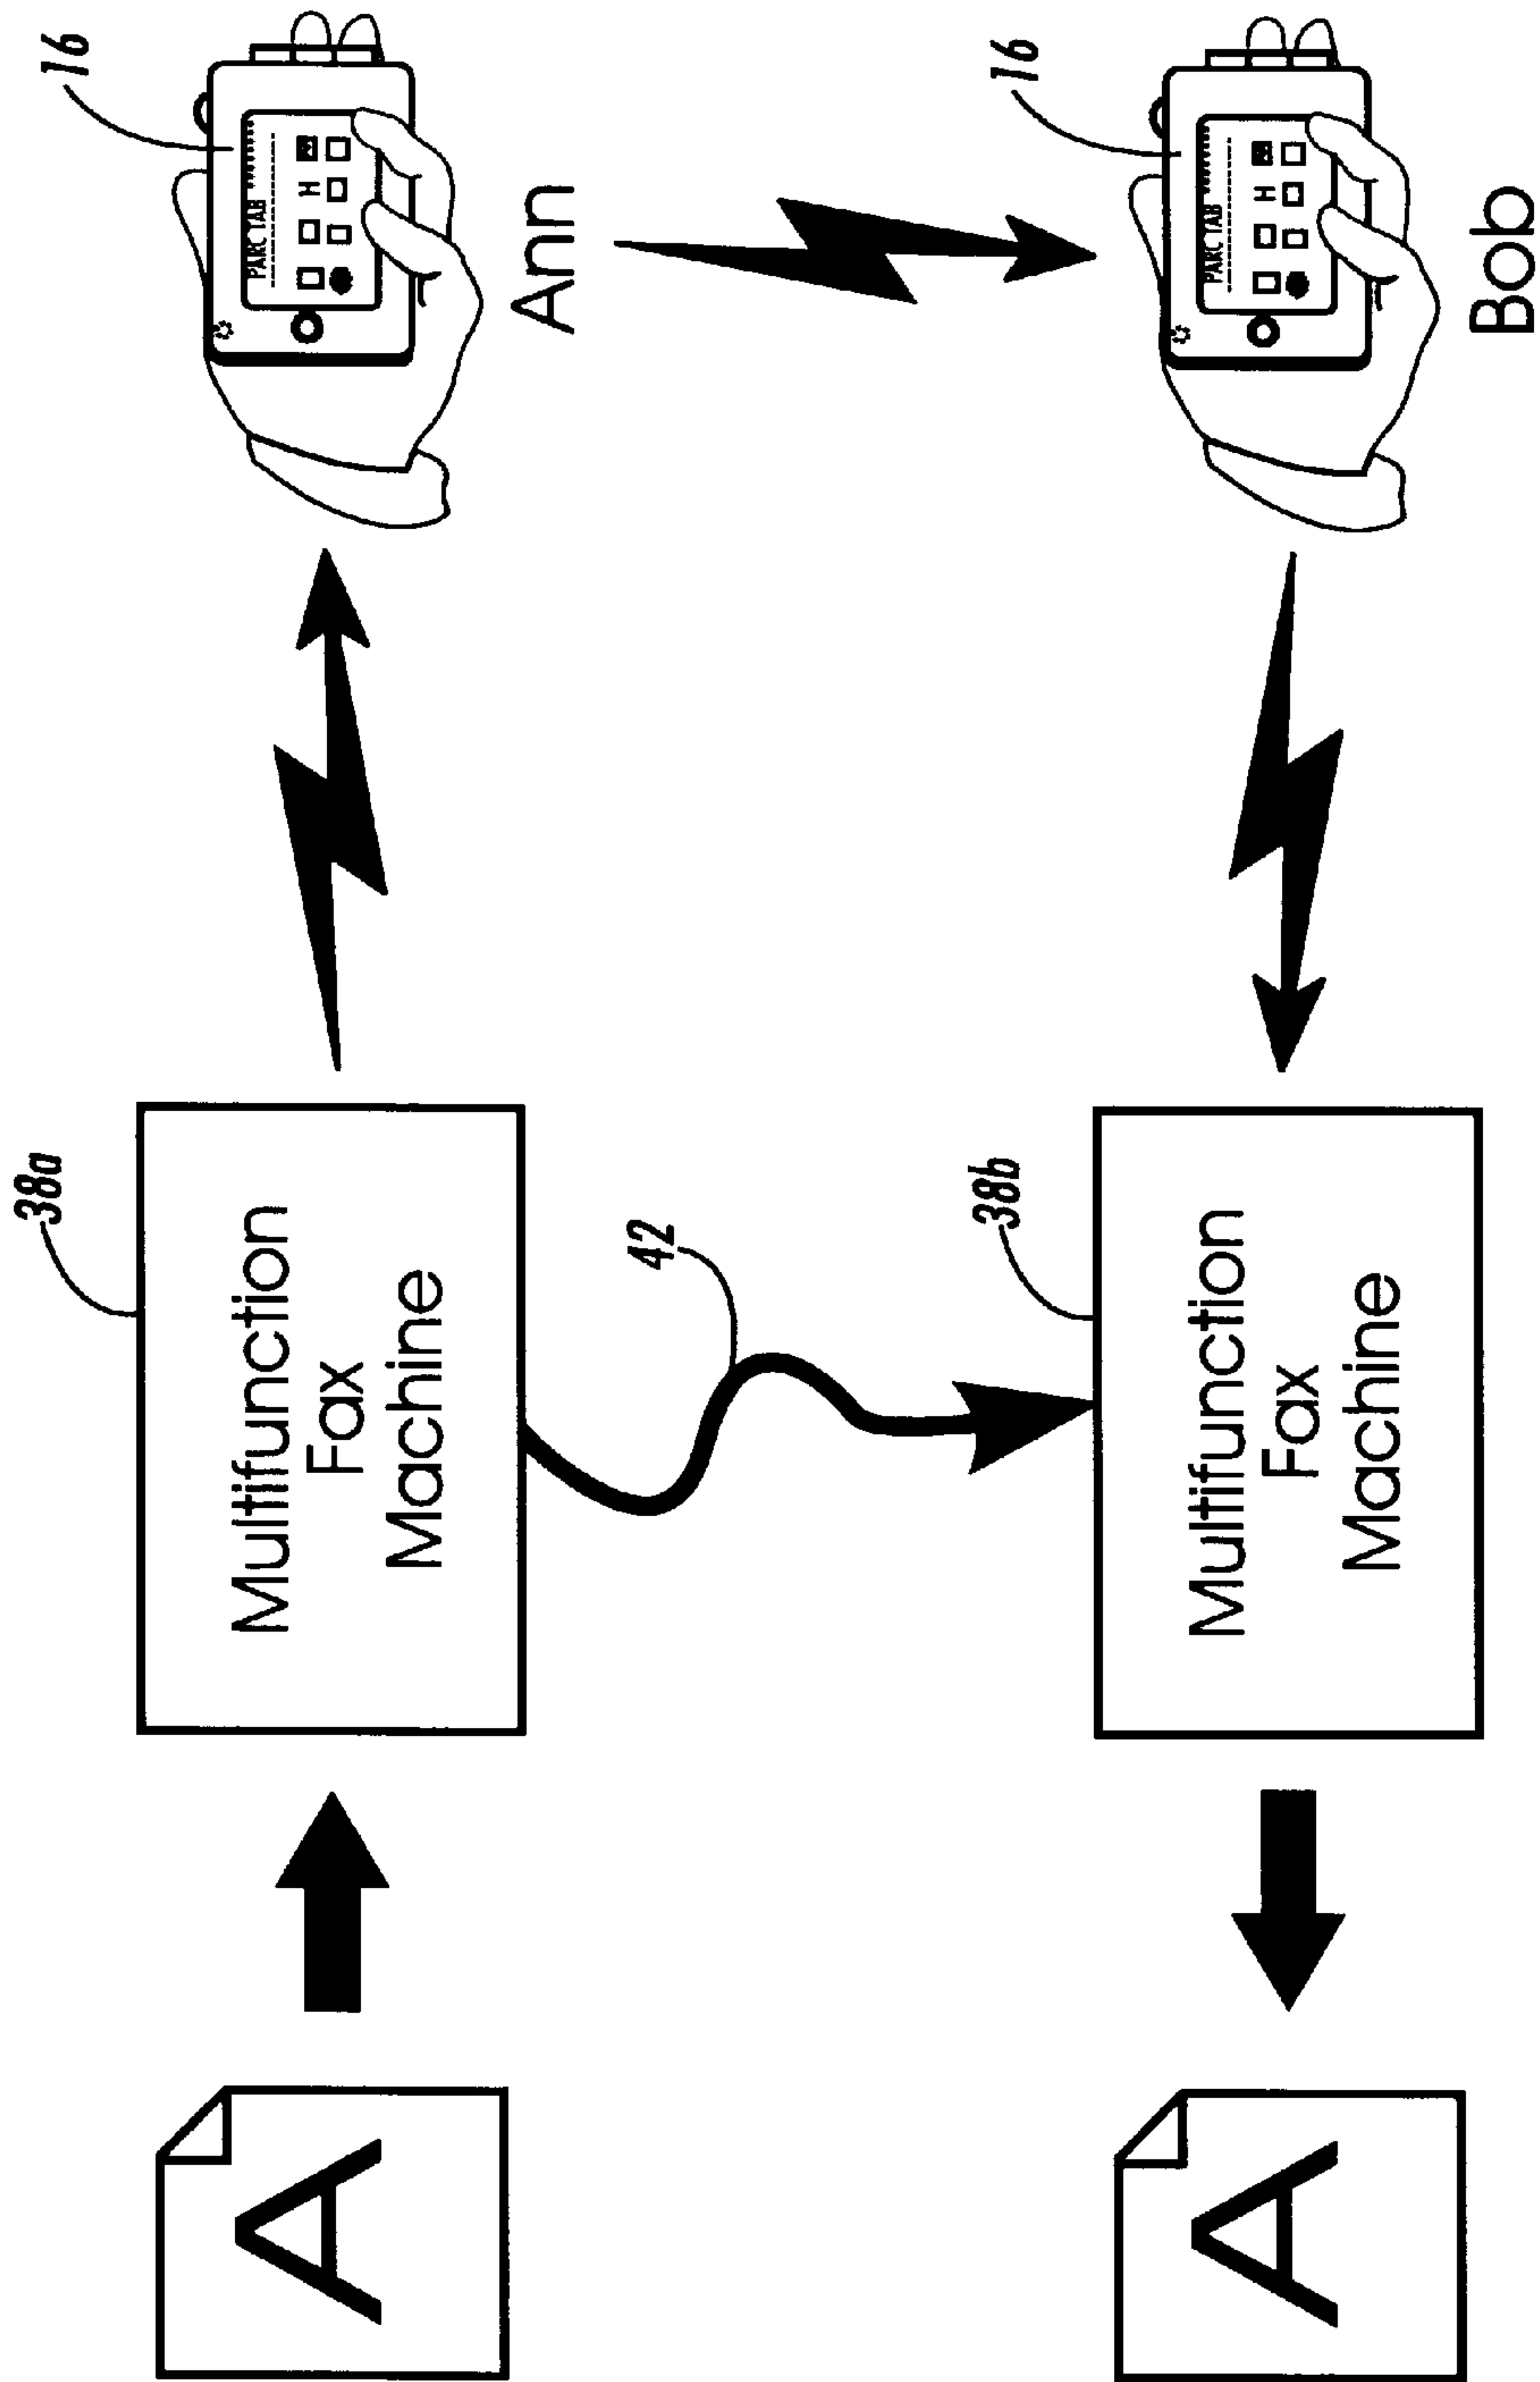 A
Multifunction
Fax
Machine
38a
16
PARC TAB
Ann
42
A
Multifunction
Fax
Machine
38b
16
PARC TAB
Bob